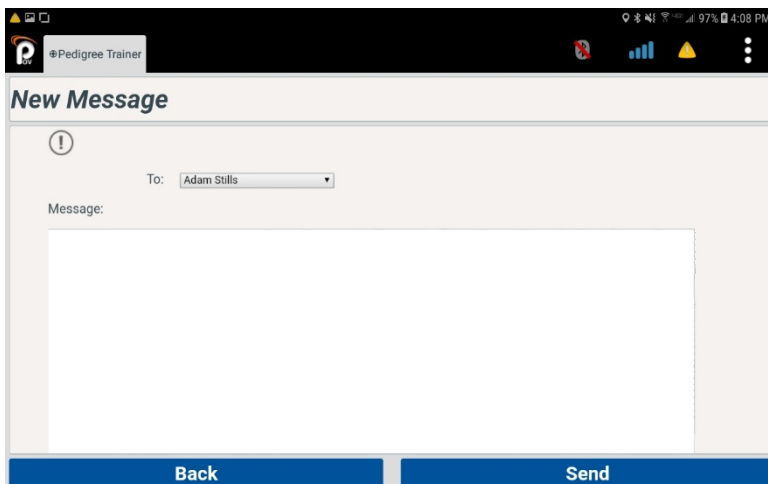 97% 4:08 PM
Pedigree Trainer
New Message
To: Adam Stills
Message:
Back Send